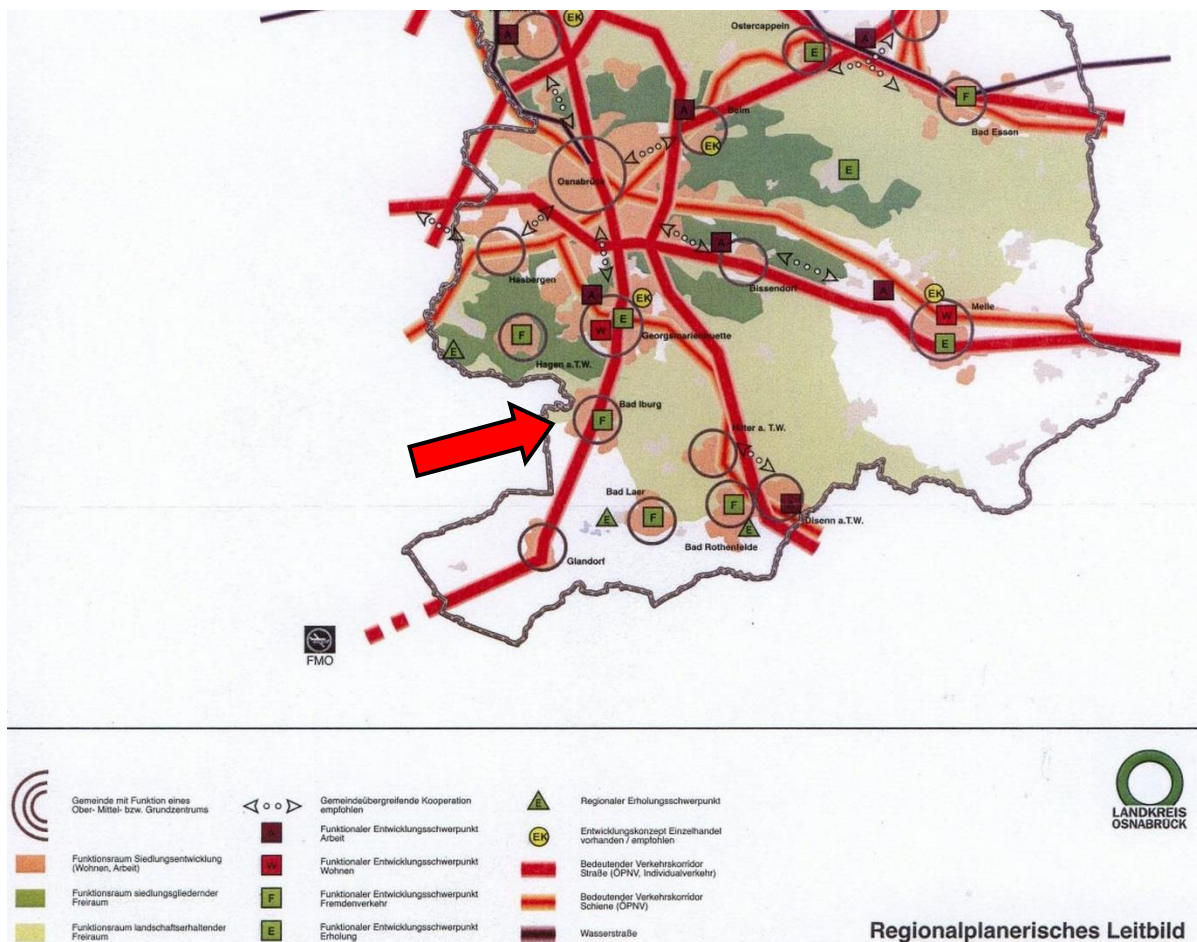 EK
A
Ostercappeln
A
E
A
Belm
F
EK
Bad Essen
E
Osnabrück
A
Hasbergen
Bissendorf
A
EK
A
EK
Melle
E
W
W
F
Georgsmarienhuette
E
E
Hagen a.T.W.
Bad Iburg
F
Hilter a. T.W.
Bad Laer
E
F
F
E
Disenn a.T.W.
Bad Rothenfelde
Glandorf
FMO
Gemeinde mit Funktion eines
Ober- Mittel- bzw. Grundzentrums
Gemeindeübergreifende Kooperation
empfohlen
E
Regionaler Erholungsschwerpunkt
LANDKREIS
OSNABRÜCK
A
Funktionaler Entwicklungsschwerpunkt
Arbeit
EK
Entwicklungskonzept Einzelhandel
vorhanden / empfohlen
Funktionsraum Siedlungsentwicklung
(Wohnen, Arbeit)
W
Funktionaler Entwicklungsschwerpunkt
Wohnen
Bedeutender Verkehrskorridor
Straße (ÖPNV, Individualverkehr)
Funktionsraum siedlungsgliedernder
Freiraum
F
Funktionaler Entwicklungsschwerpunkt
Fremdenverkehr
Bedeutender Verkehrskorridor
Schiene (ÖPNV)
Funktionsraum landschaftserhaltender
Freiraum
E
Funktionaler Entwicklungsschwerpunkt
Erholung
Wasserstraße
Regionalplanerisches Leitbild